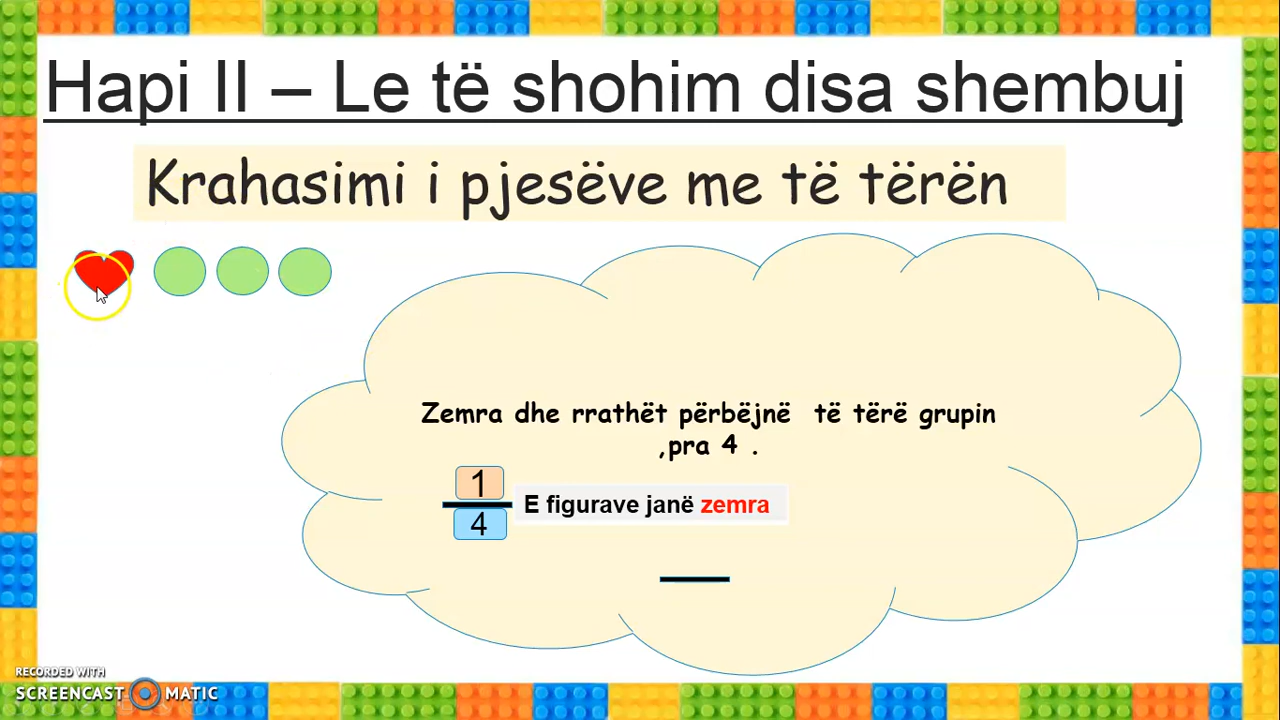 Hapi II – Le të shohim disa shembuj
Krahasimi i pjesëve me të tërën
Zemra dhe rrathët përbëjnë të tërë grupin
,pra 4 .
1
4
E figurave janë zemra
RECORDED WITH
SCREENCAST MATIC